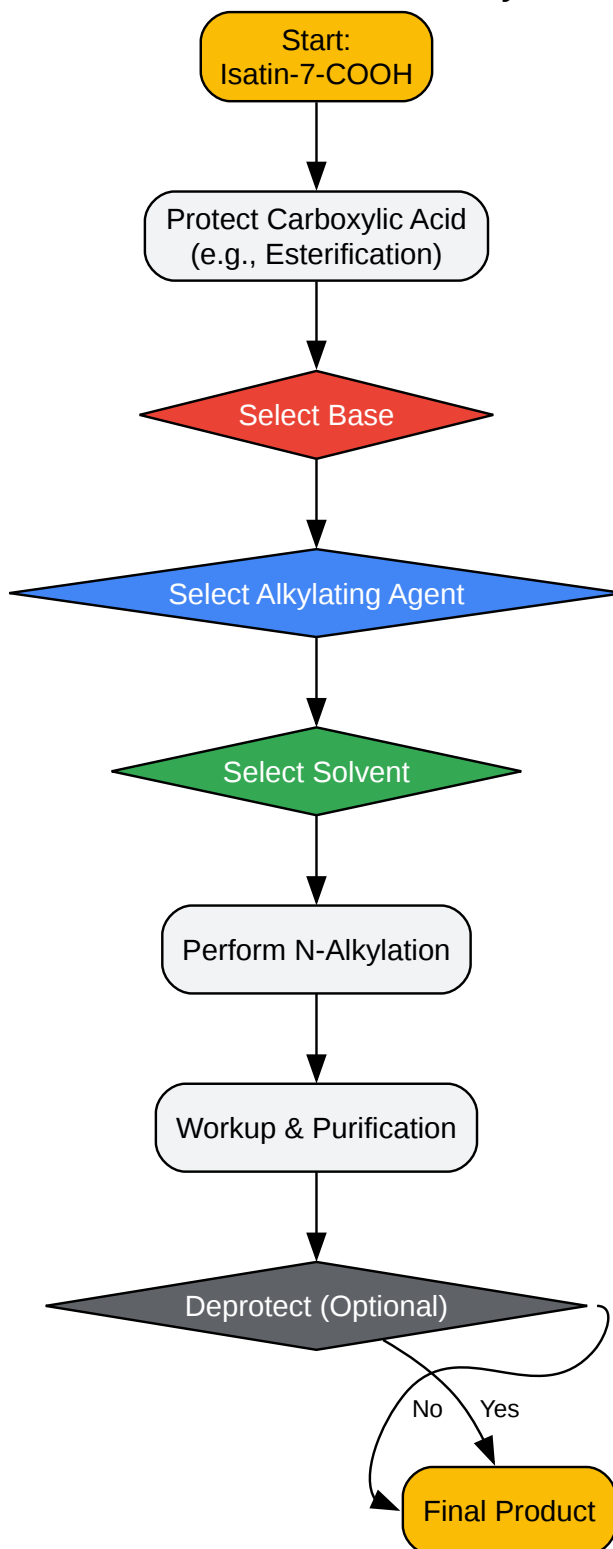 Start:
Isatin-7-COOH
Protect Carboxylic Acid
(e.g., Esterification)
Select Base
Select Alkylating Agent
Select Solvent
Perform N-Alkylation
Workup & Purification
Deprotect (Optional)
No
Yes
Final Product